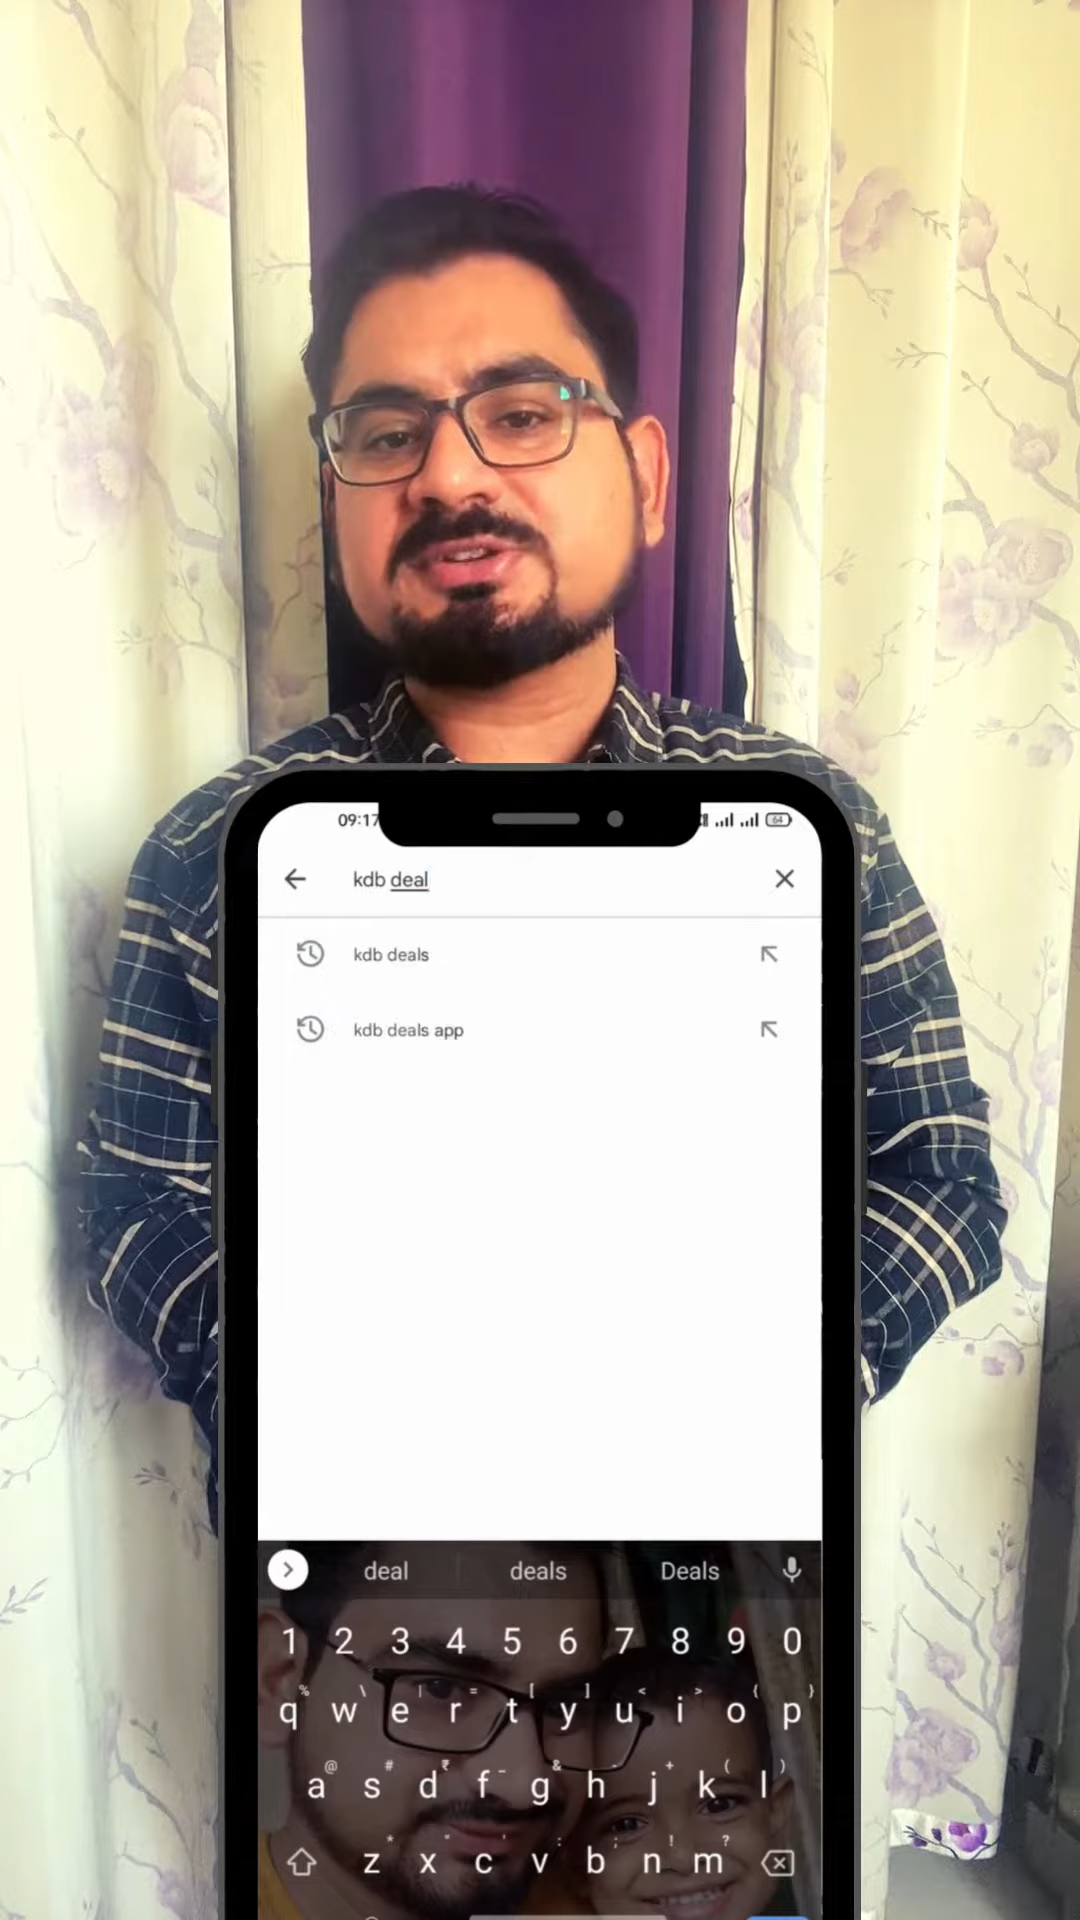 09:17 64
kdb deal
kdb deals
kdb deals app
deal deals Deals
1 2 3 4 5 6 7 8 9 0
% \ | = [ ] < > { }
q w e r t y u i o p
@ # ₹ - & - + ( )
a s d f g h j k l
* " ' : ; ! ?
z x c v b n m